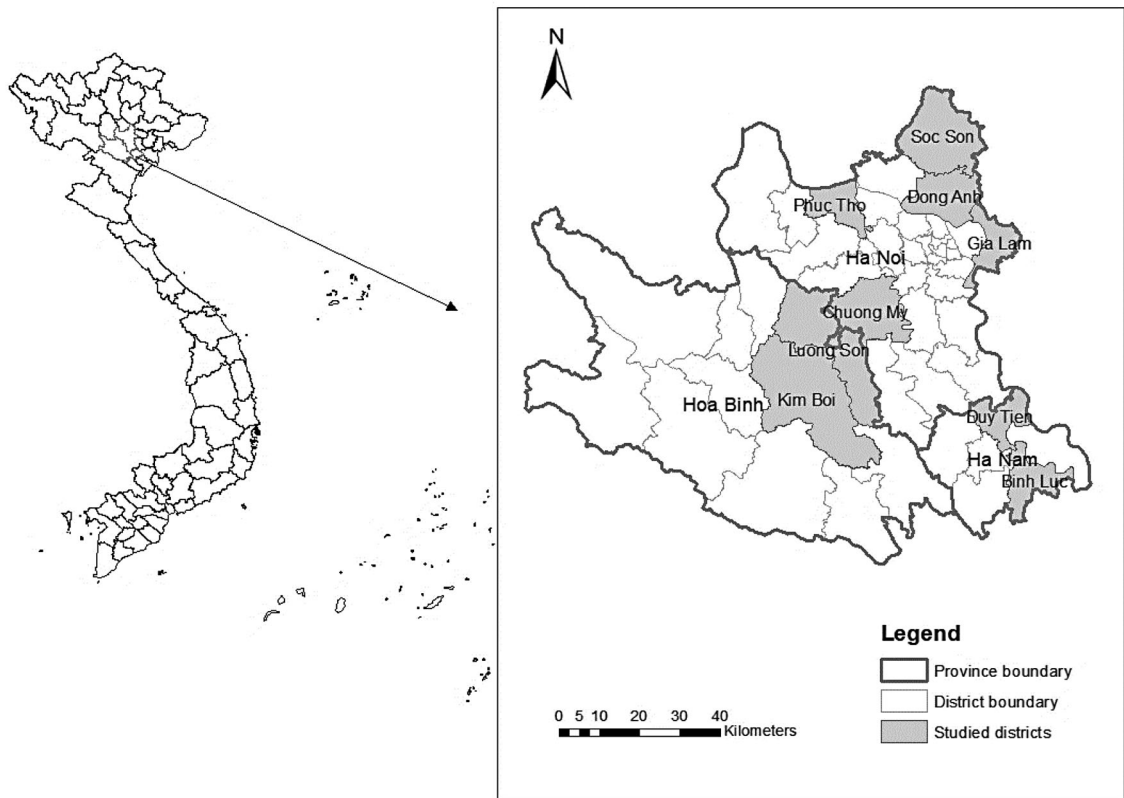 N
Soc Son
Phuc Tho
Dong Anh
Gia Lam
Ha Noi
Chuong My
Luong Son
Hoa Binh
Kim Boi
Duy Tien
Ha Nam
Binh Luc
Legend
Province boundary
District boundary
Studied districts
0 5 10 20 30 40
Kilometers